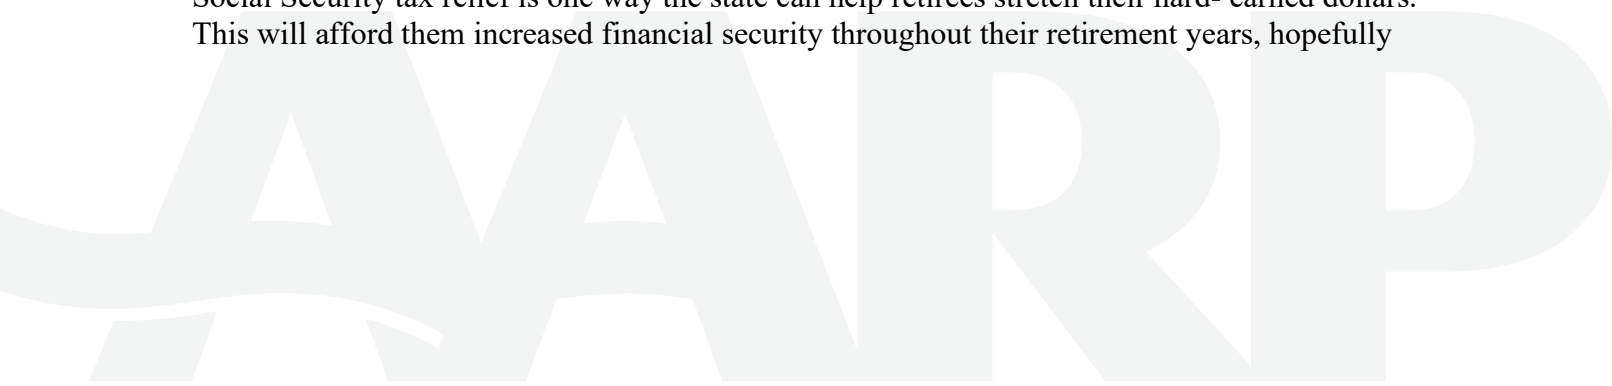 Social Security tax relief is one way the state can help retirees stretch their hard- earned dollars.
This will afford them increased financial security throughout their retirement years, hopefully
AARP